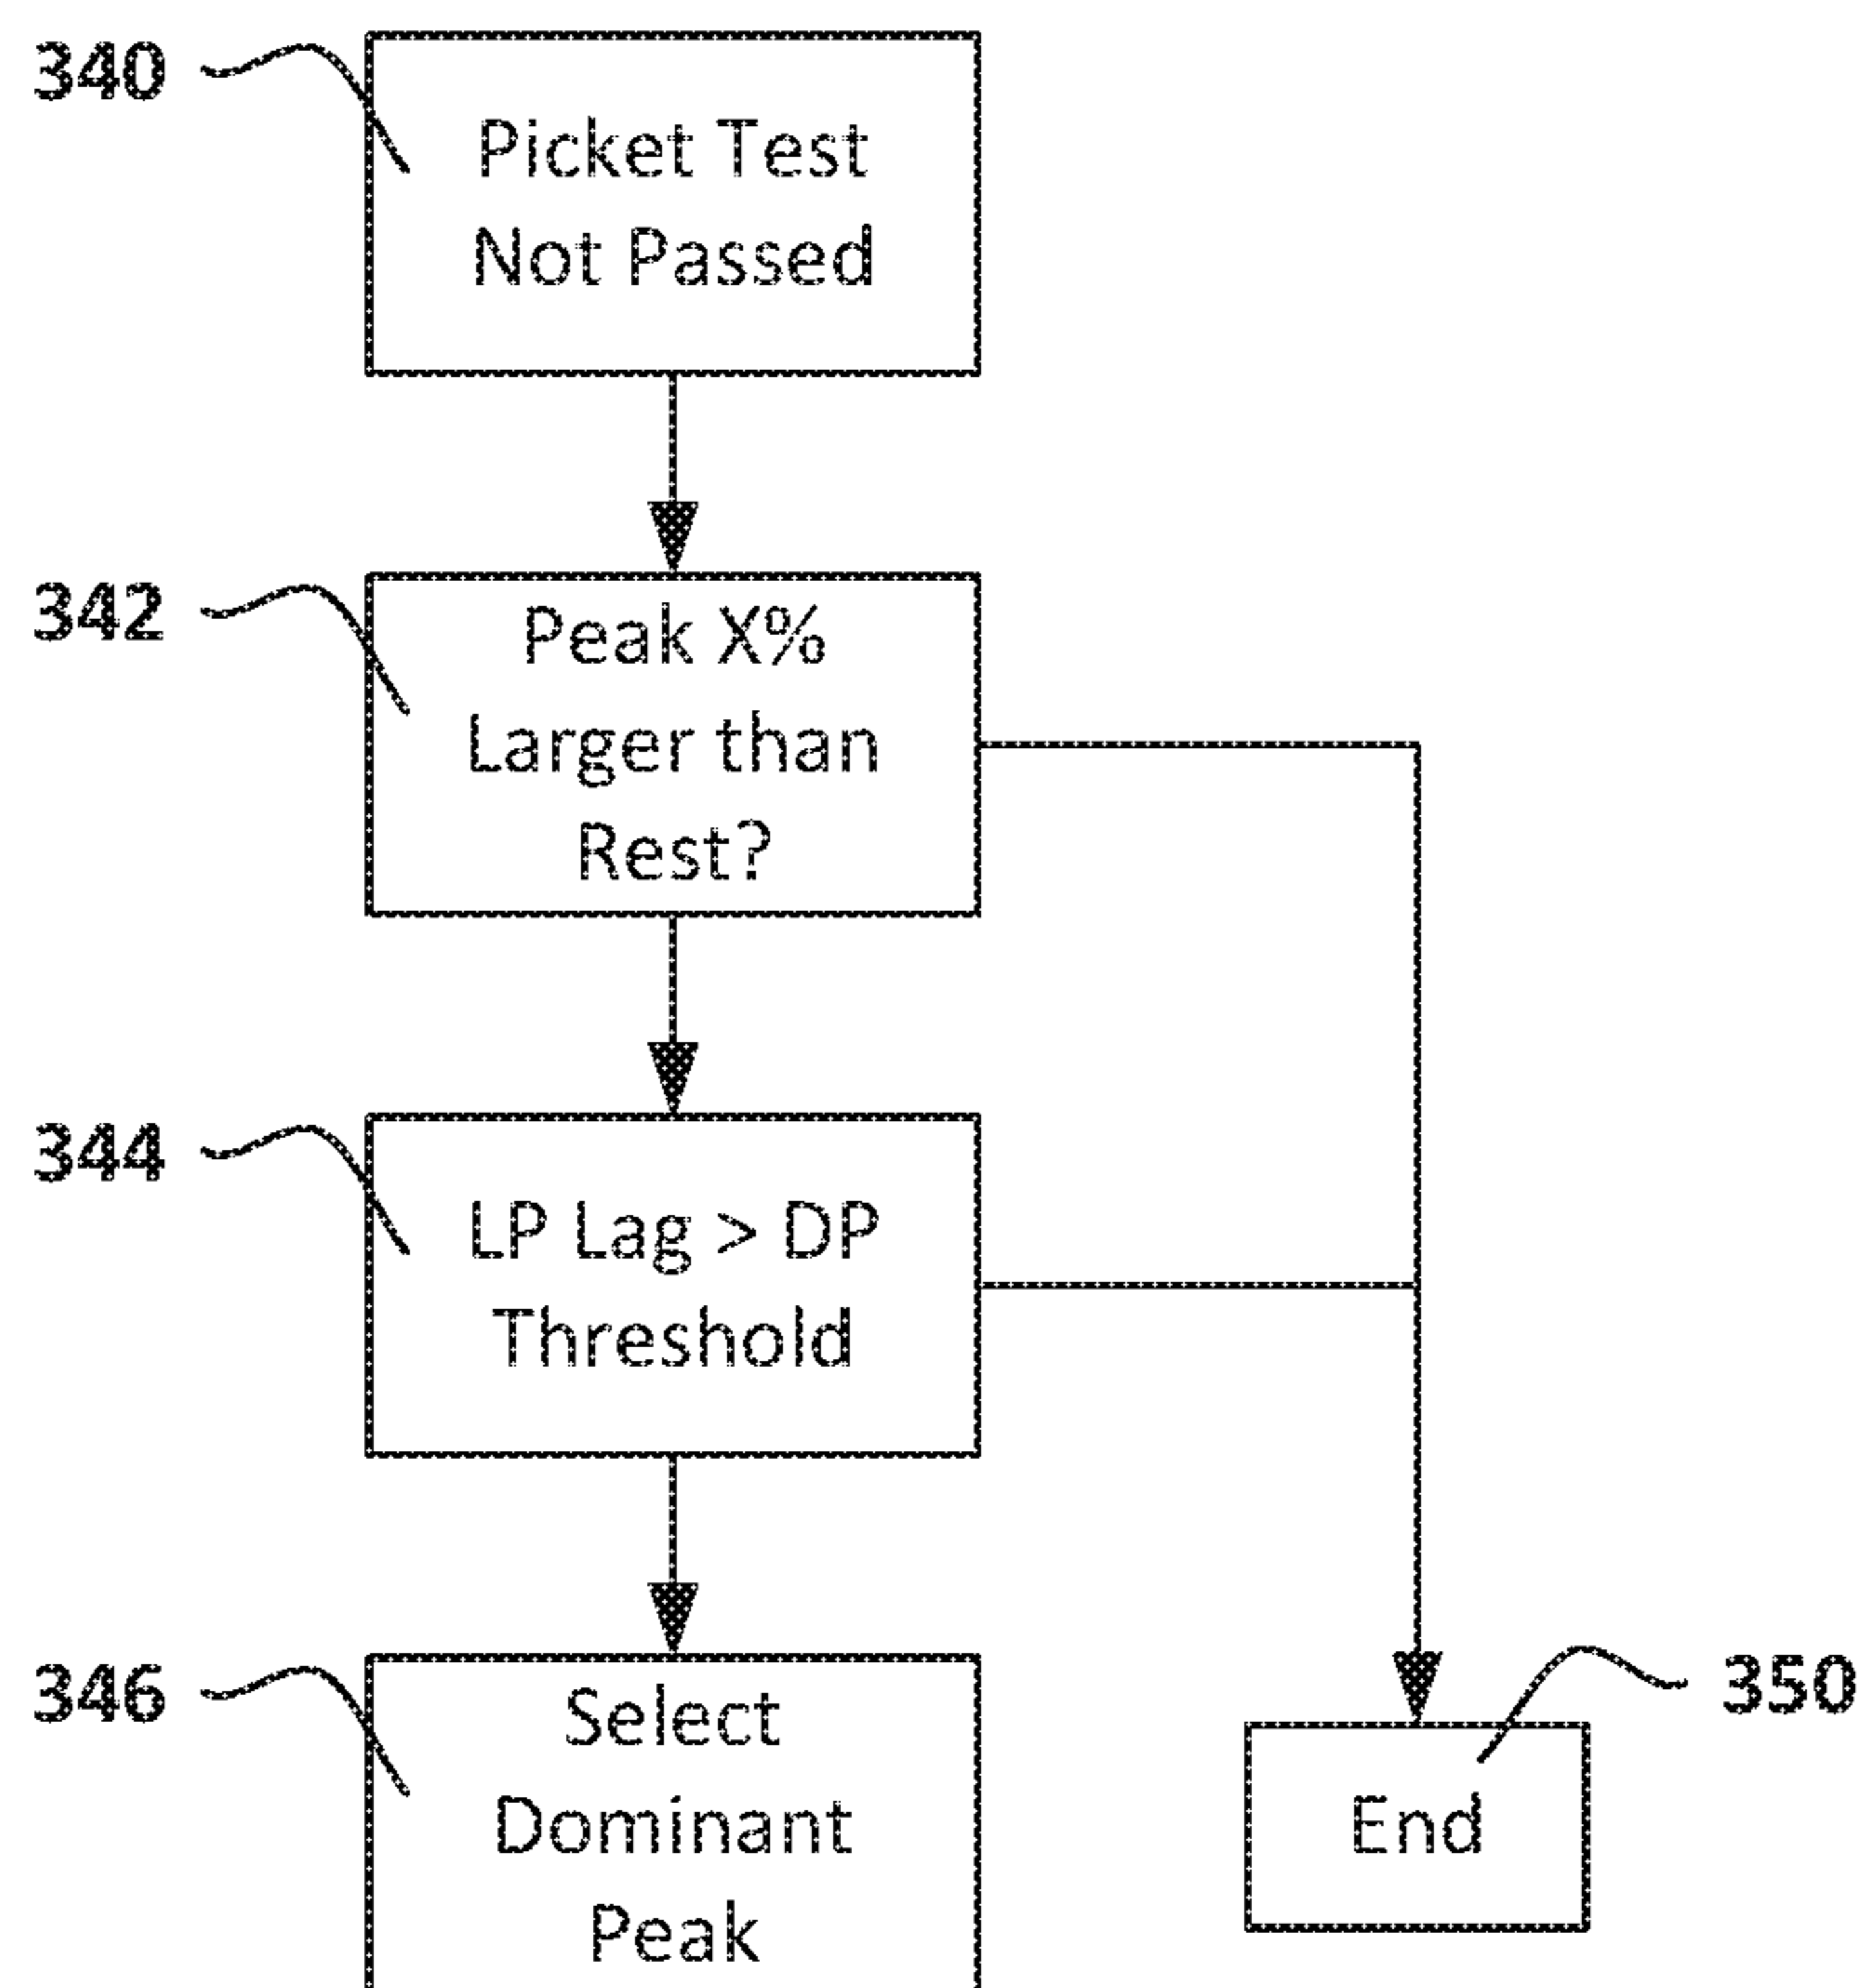 340
Picket Test
Not Passed
342
Peak X%
Larger than
Rest?
344
LP Lag > DP
Threshold
346
Select
Dominant
Peak
350
End